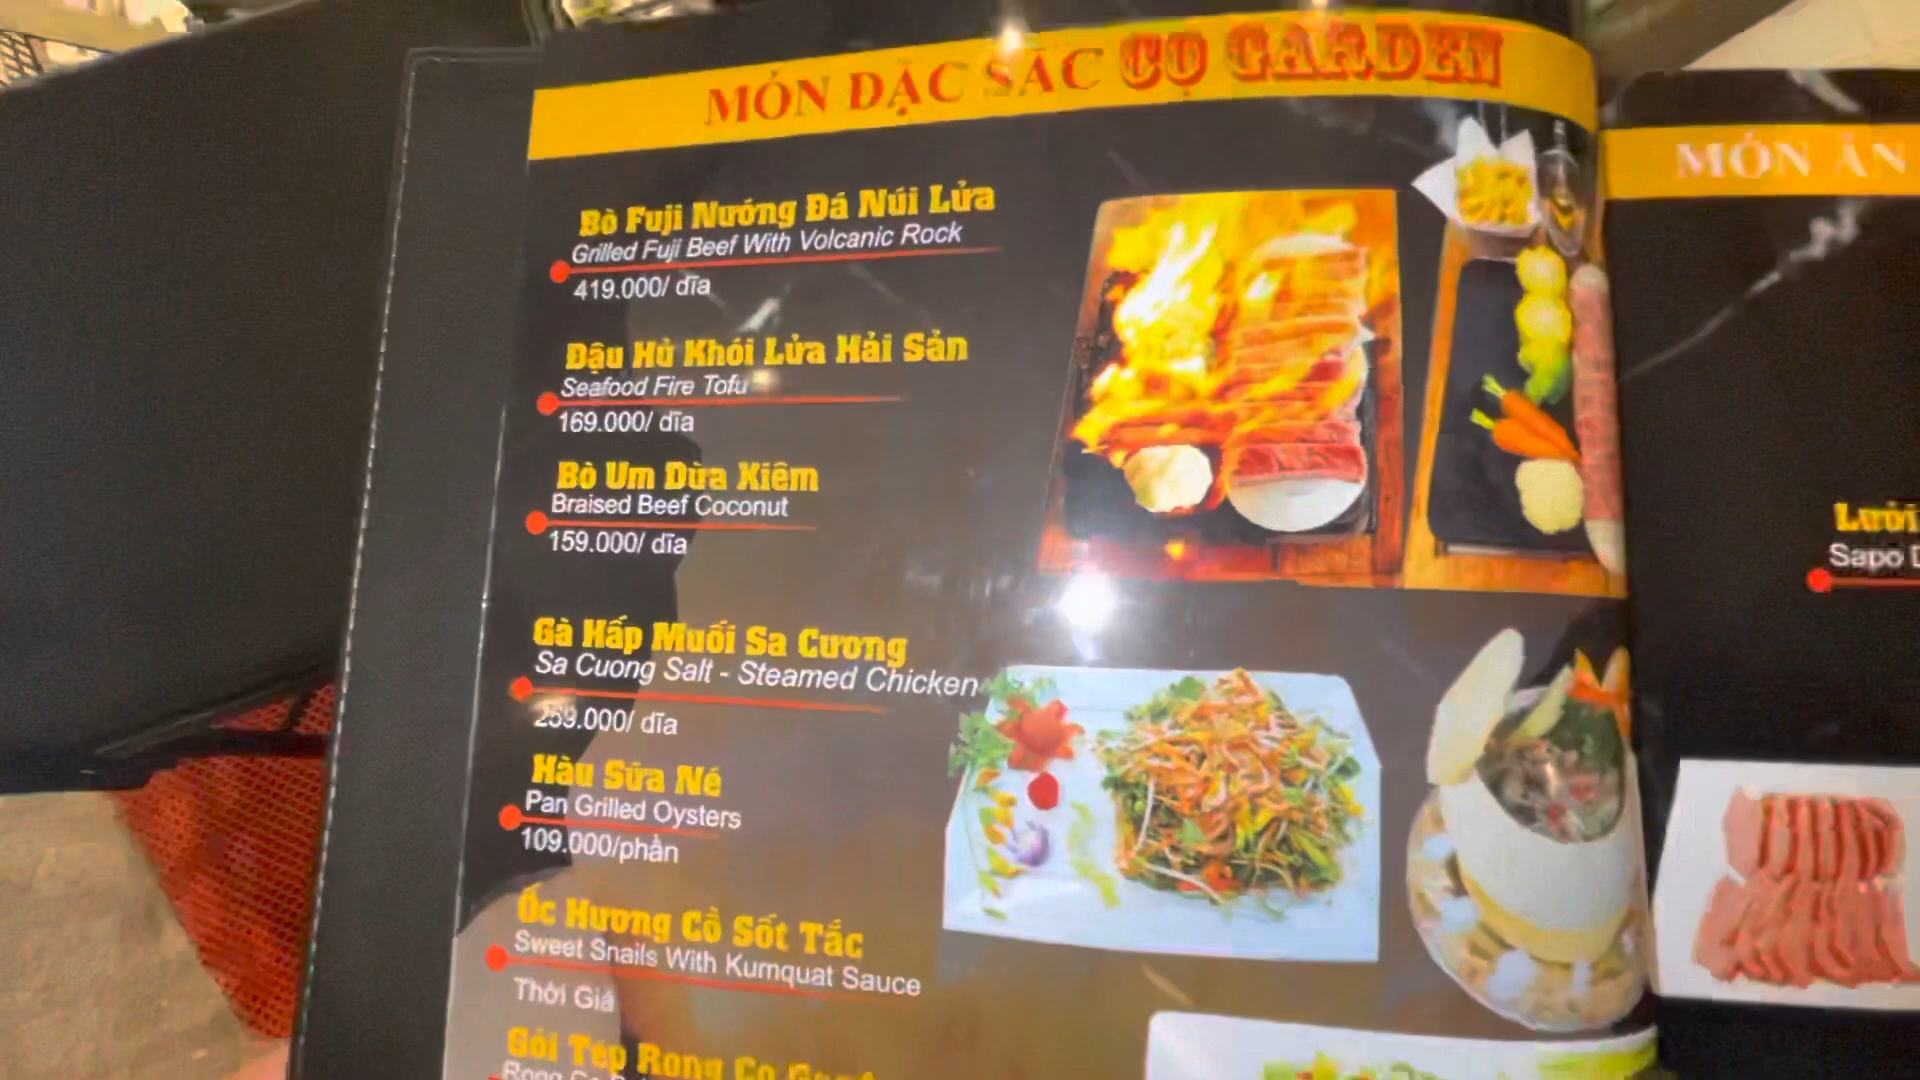 MÓN ĐẶC SẮC CỌ GARDEN
Bò Fuji Nướng Đá Núi Lửa
Grilled Fuji Beef With Volcanic Rock
419.000/ dĩa
Đậu Hủ Khói Lửa Hải Sản
Seafood Fire Tofu
169.000/ dĩa
Bò Um Dừa Xiêm
Braised Beef Coconut
159.000/ dĩa
Gà Hấp Muối Sa Cương
Sa Cuong Salt - Steamed Chicken
259.000/ dĩa
Hàu Sữa Né
Pan Grilled Oysters
109.000/phần
Ốc Hương Cồ Sốt Tắc
Sweet Snails With Kumquat Sauce
Thời Giá
Gỏi Tép Rong Cọ
Rong
MÓN ĂN
Lưỡi
Sapo